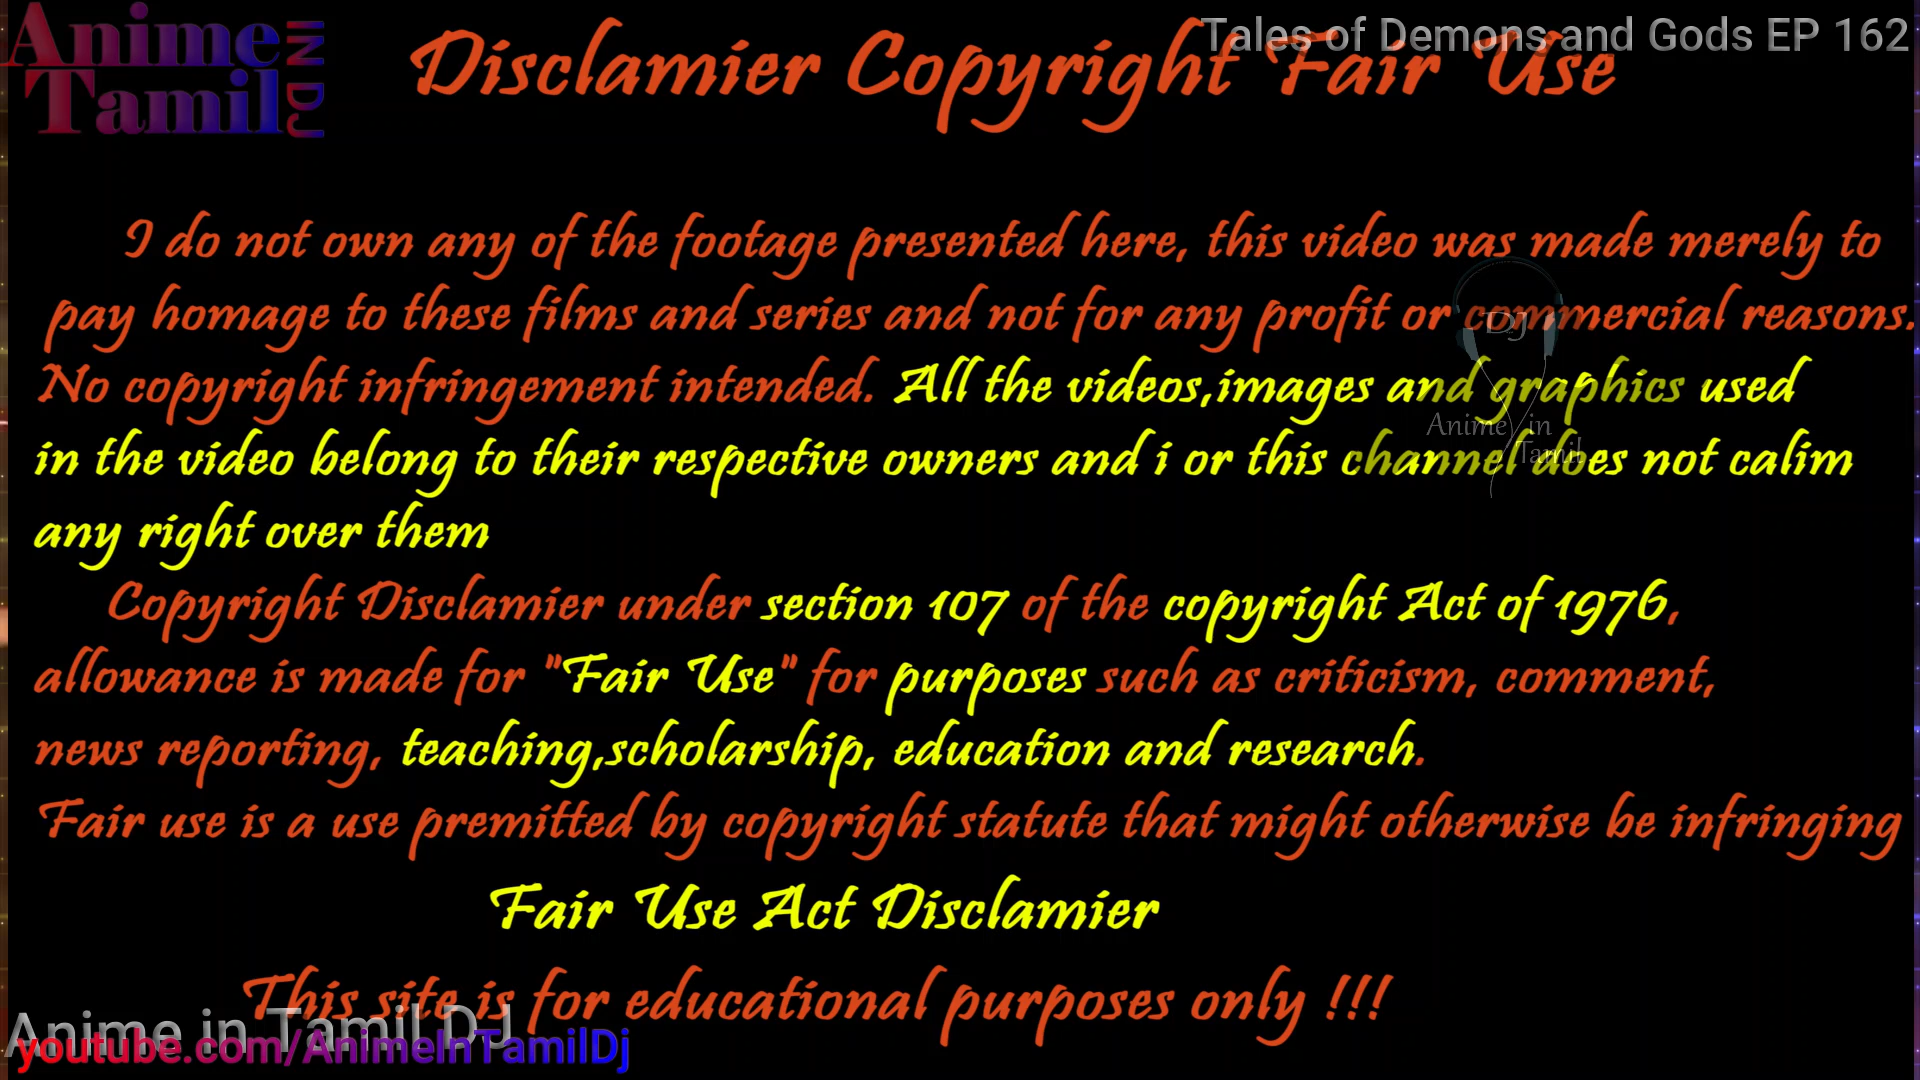 Anime
Tamil
IN DJ
Tales of Demons and Gods EP 162
Disclamier Copyright Fair Use
I do not own any of the footage presented here, this video was made merely to
pay homage to these films and series and not for any profit or commercial reasons.
No copyright infringement intended. All the videos,images and graphics used
in the video belong to their respective owners and i or this channel does not calim
any right over them
DJ
Anime in
Tamil
Copyright Disclamier under section 107 of the copyright Act of 1976,
allowance is made for "Fair Use" for purposes such as criticism, comment,
news reporting, teaching,scholarship, education and research.
Fair use is a use premitted by copyright statute that might otherwise be infringing
Fair Use Act Disclamier
This site is for educational purposes only !!!
Anime in Tamil DJ
youtube.com/AnimeInTamilDj